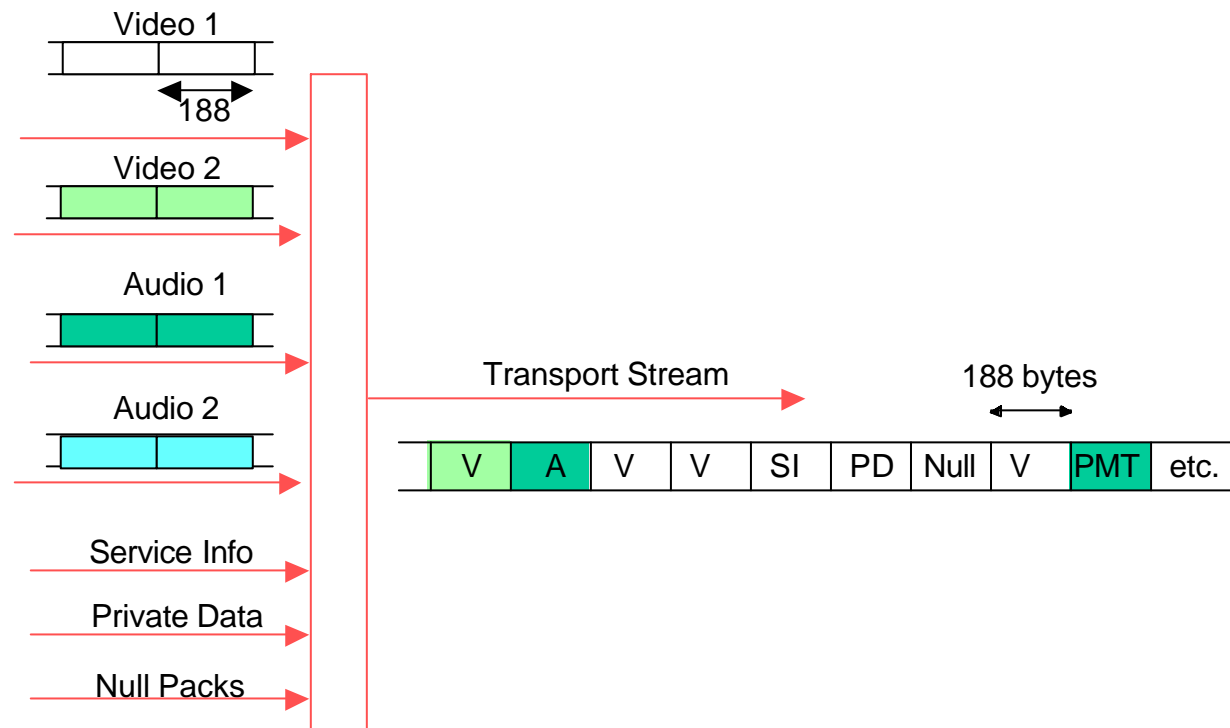 Video 1
188
Video 2
Audio 1
Audio 2
Service Info
Private Data
Null Packs
Transport Stream
188 bytes
V A V V SI PD Null V PMT etc.